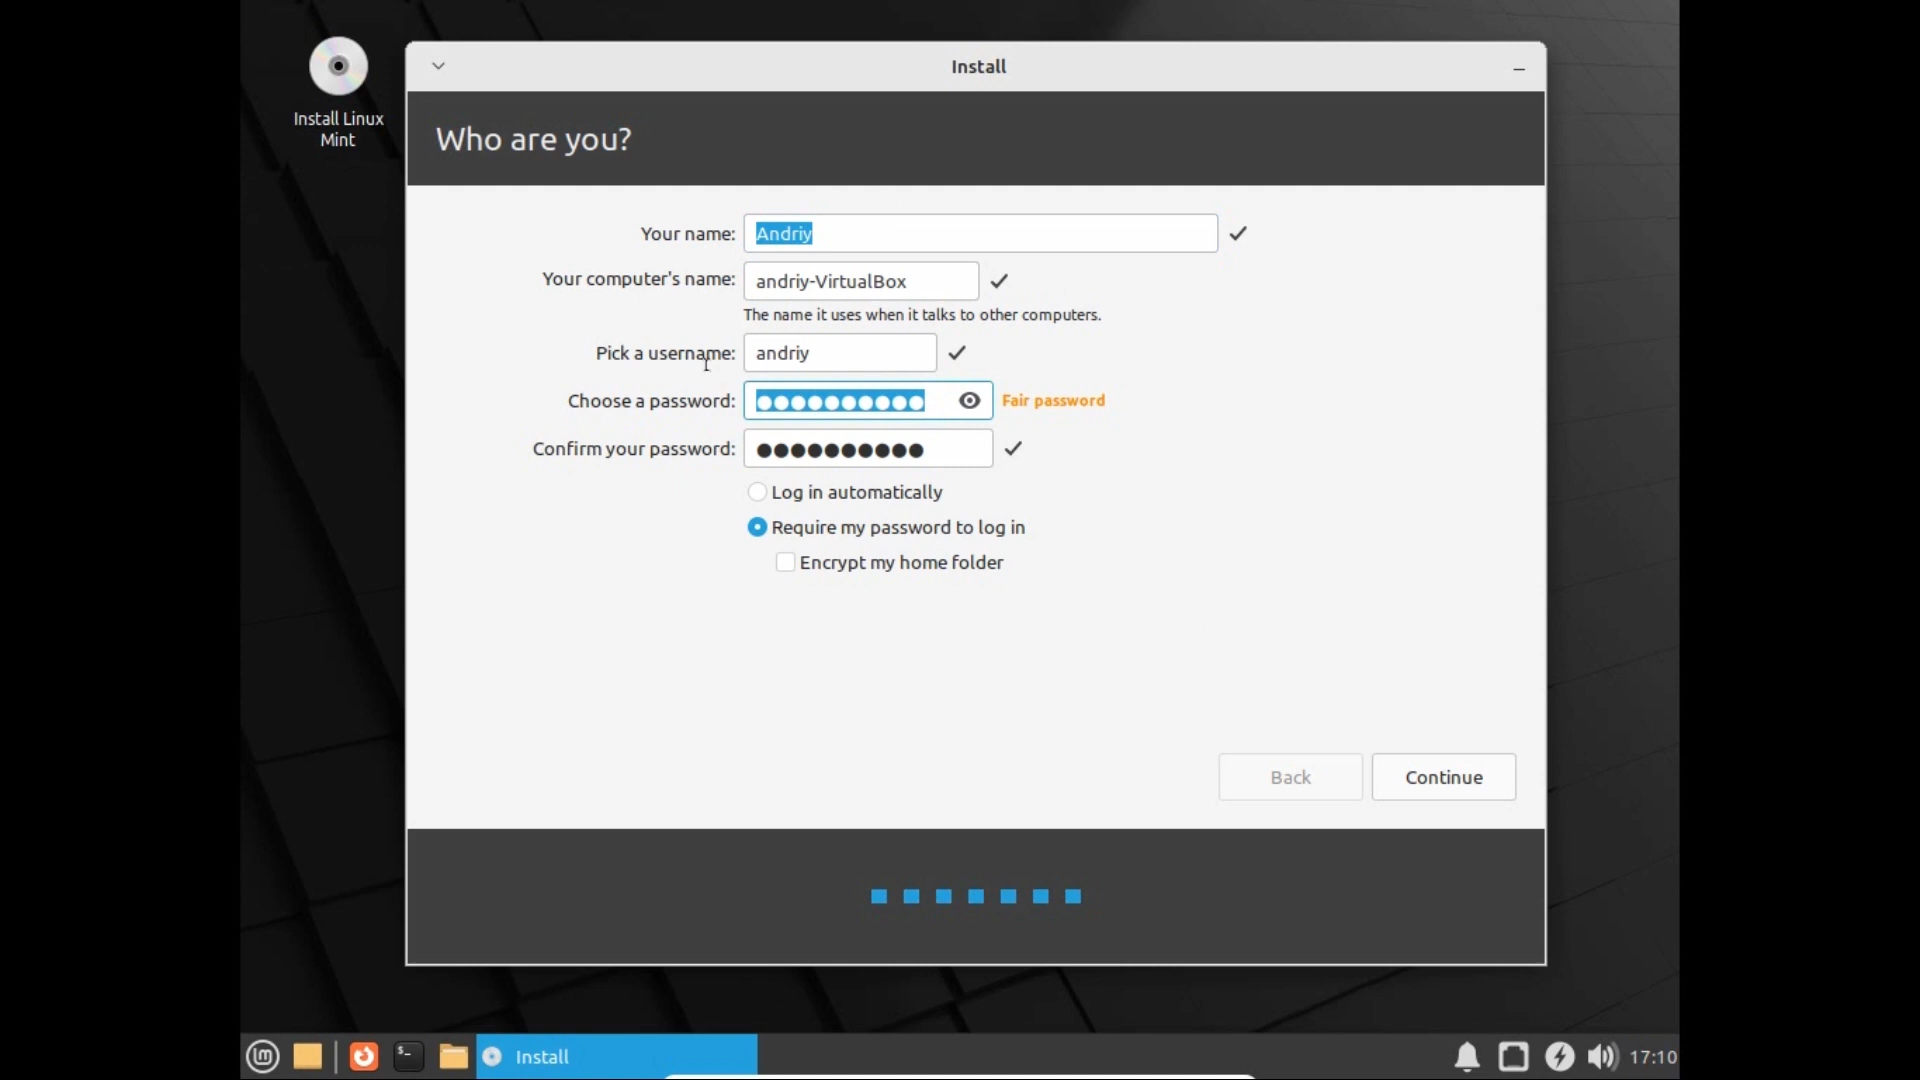 Install Linux
Mint
Install
Who are you?
Your name: Andriy
Your computer's name: andriy-VirtualBox
The name it uses when it talks to other computers.
Pick a username: andriy
Choose a password: ●●●●●●●●●● Fair password
Confirm your password: ●●●●●●●●●●
Log in automatically
Require my password to log in
Encrypt my home folder
Back
Continue
Install
17:10